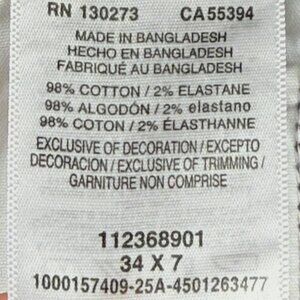 RN 130273 CA 55394
MADE IN BANGLADESH
HECHO EN BANGLADESH
FABRIQUÉ AU BANGLADESH
98% COTTON / 2% ELASTANE
98% ALGODÓN / 2% elastano
98% COTON / 2% ÉLASTHANNE
EXCLUSIVE OF DECORATION / EXCEPTO
DECORACION / EXCLUSIVE OF TRIMMING /
GARNITURE NON COMPRISE
112368901
34 X 7
1000157409-25A-4501263477